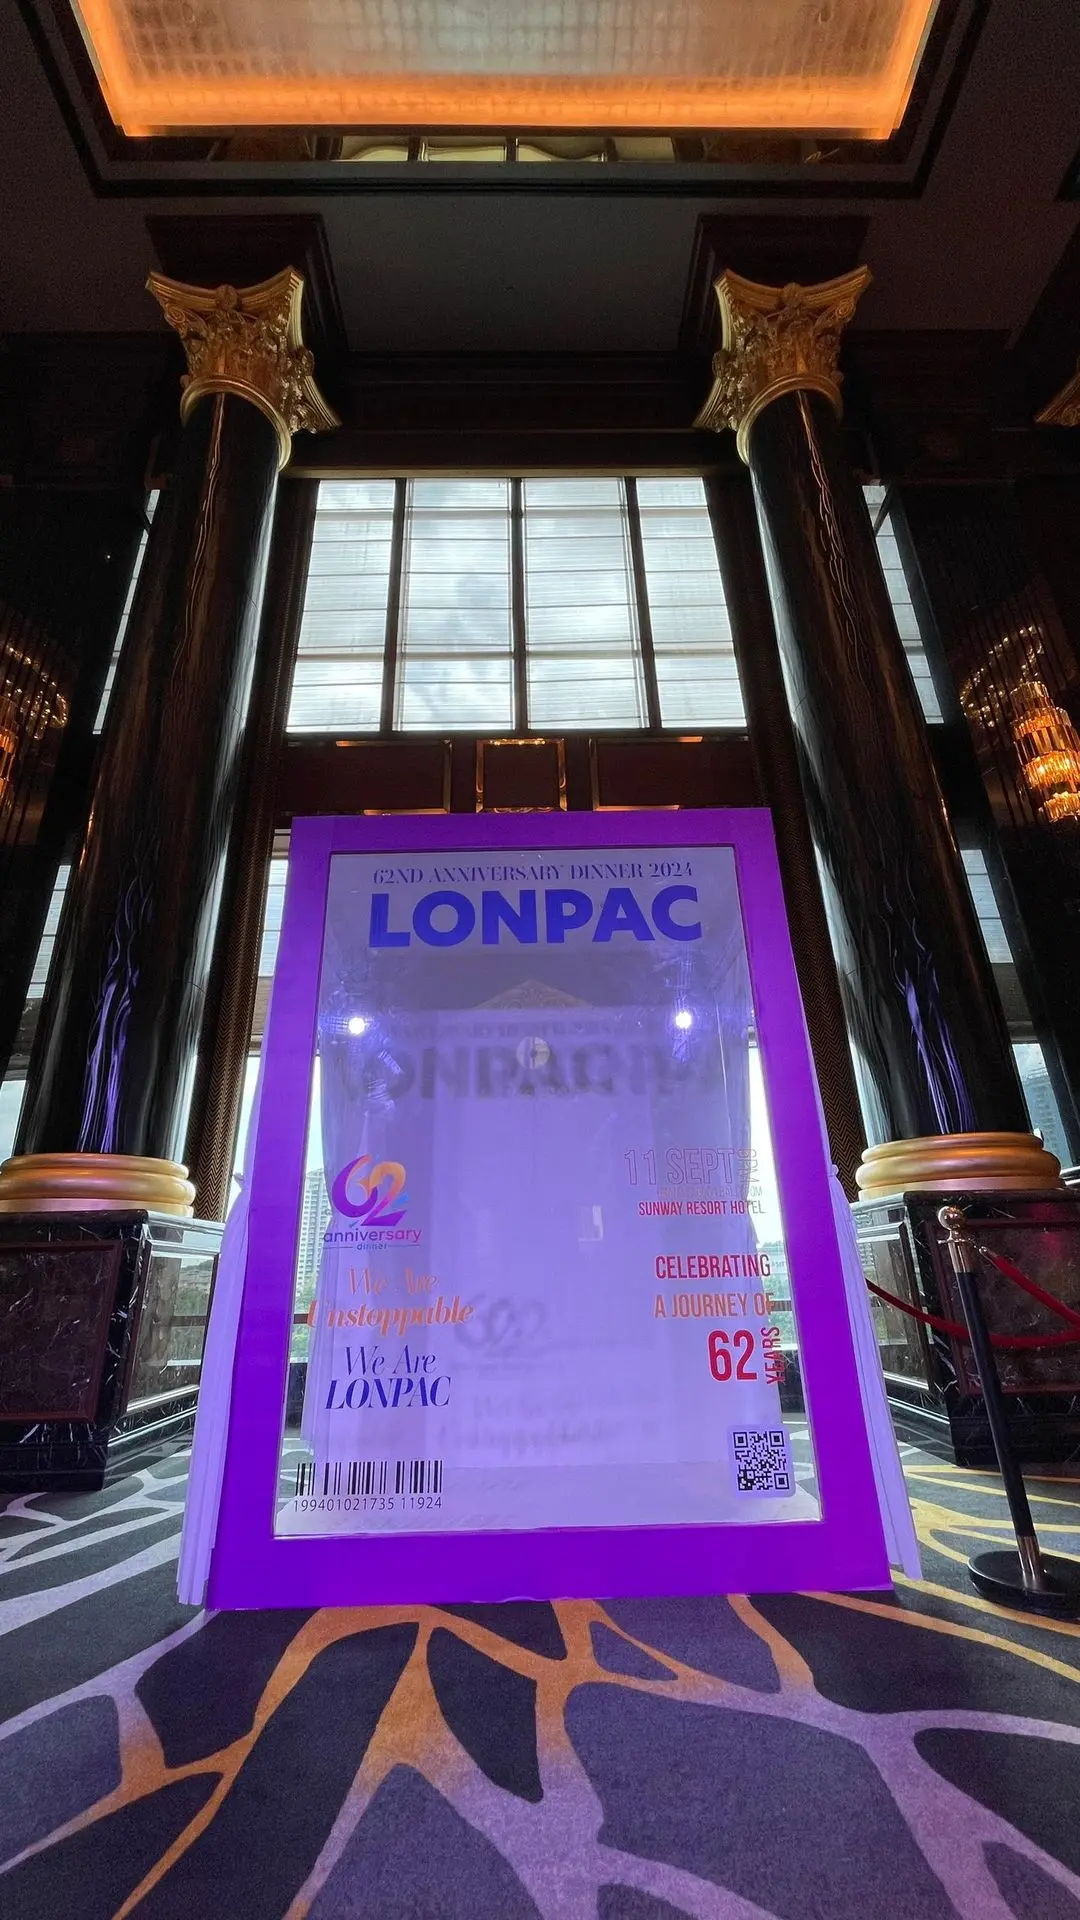 62ND ANNIVERSARY DINNER 2024
LONPAC
62
anniversary
dinner
We Are
Unstoppable
We Are
LONPAC
199401021735 11924
11 SEPT
SUNWAY RESORT HOTEL
CELEBRATING
A JOURNEY OF
62 YEARS